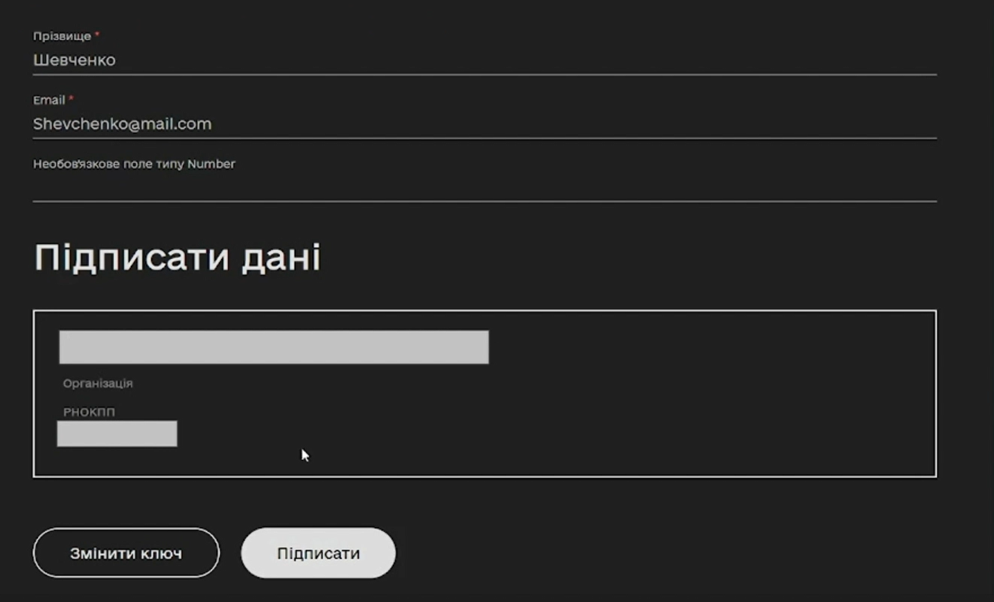 Прізвище *
Шевченко
Email *
Shevchenko@mail.com
Необов'язкове поле типу Number
Підписати дані
Організація
РНОКПП
Змінити ключ
Підписати